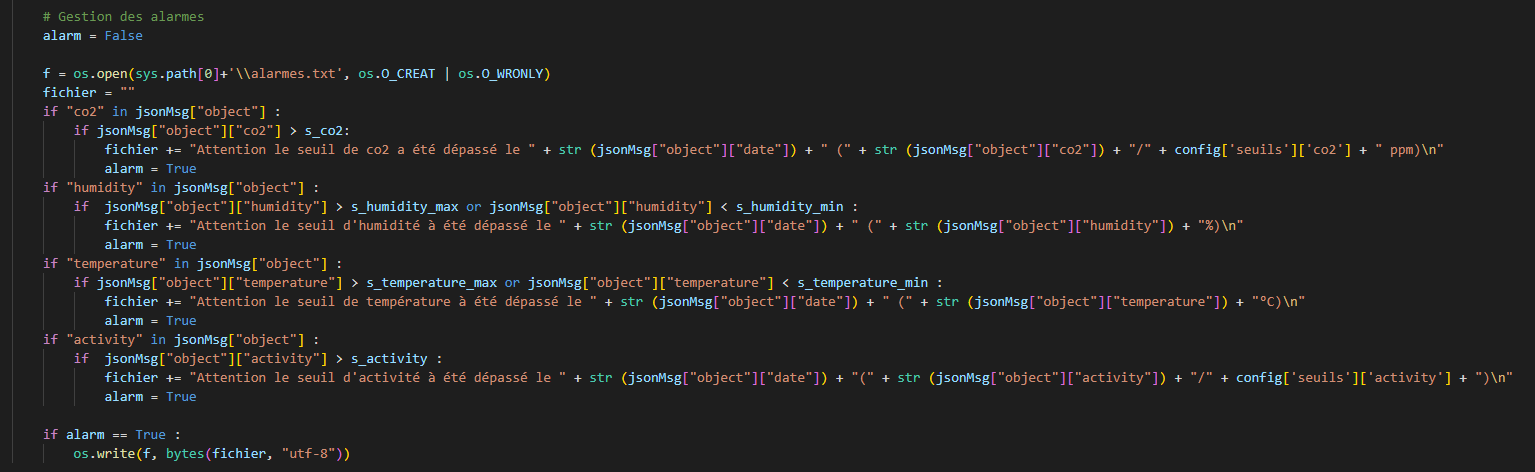 # Gestion des alarmes
alarm = False
f = os.open(sys.path[0]+'\\alarmes.txt', os.O_CREAT | os.O_WRONLY)
fichier = ""
if "co2" in jsonMsg["object"] :
if jsonMsg["object"]["co2"] > s_co2:
fichier += "Attention le seuil de co2 a été dépassé le " + str (jsonMsg["object"]["date"]) + " (" + str (jsonMsg["object"]["co2"]) + "/" + config['seuils']['co2'] + " ppm)\n"
alarm = True
if "humidity" in jsonMsg["object"] :
if  jsonMsg["object"]["humidity"] > s_humidity_max or jsonMsg["object"]["humidity"] < s_humidity_min :
fichier += "Attention le seuil d'humidité à été dépassé le " + str (jsonMsg["object"]["date"]) + " (" + str (jsonMsg["object"]["humidity"]) + "%)\n"
alarm = True
if "temperature" in jsonMsg["object"] :
if jsonMsg["object"]["temperature"] > s_temperature_max or jsonMsg["object"]["temperature"] < s_temperature_min :
fichier += "Attention le seuil de température à été dépassé le " + str (jsonMsg["object"]["date"]) + " (" + str (jsonMsg["object"]["temperature"]) + "°C)\n"
alarm = True
if "activity" in jsonMsg["object"] :
if  jsonMsg["object"]["activity"] > s_activity :
fichier += "Attention le seuil d'activité à été dépassé le " + str (jsonMsg["object"]["date"]) + "(" + str (jsonMsg["object"]["activity"]) + "/" + config['seuils']['activity'] + ")\n"
alarm = True
if alarm == True :
os.write(f, bytes(fichier, "utf-8"))